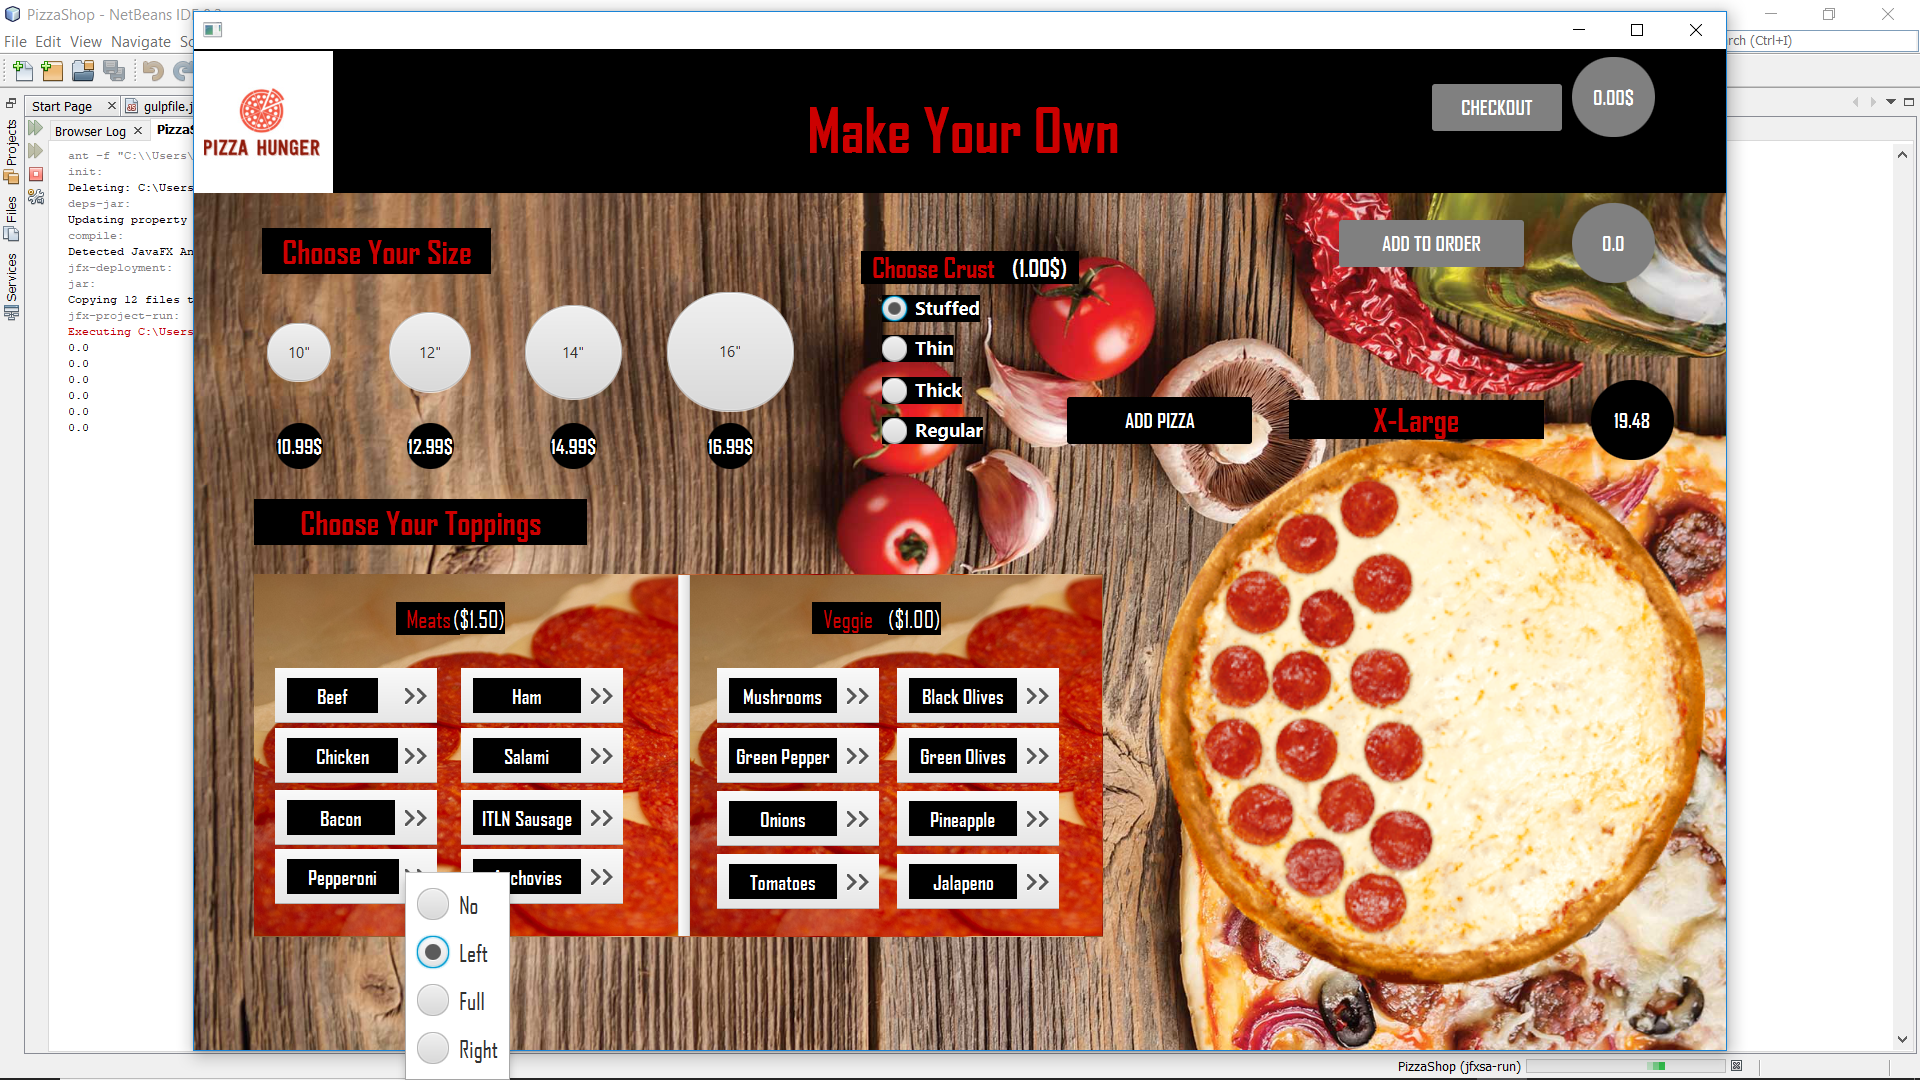 PizzaShop - NetBeans IDE
File Edit View Navigate
rch (Ctrl+I)
Start Page
gulpfile.j
Browser Log
PizzaS
Projects
Files
Services
ant -f "C:\\Users\
init:
Deleting: C:\Users
deps-jar:
Updating property
compile:
Detected JavaFX An
jfx-deployment:
jar:
Copying 12 files t
jfx-project-run:
Executing C:\Users
0.0
0.0
0.0
0.0
0.0
0.0
PIZZA HUNGER
Make Your Own
CHECKOUT
0.00$
Choose Your Size
10"
12"
14"
16"
10.99$
12.99$
14.99$
16.99$
Choose Crust (1.00$)
Stuffed
Thin
Thick
Regular
ADD TO ORDER
0.0
ADD PIZZA
X-Large
19.48
Choose Your Toppings
Meats ($1.50)
Beef
Ham
Chicken
Salami
Bacon
ITLN Sausage
Pepperoni
chovies
No
Left
Full
Right
Veggie ($1.00)
Mushrooms
Black Olives
Green Pepper
Green Olives
Onions
Pineapple
Tomatoes
Jalapeno
PizzaShop (jfxsa-run)